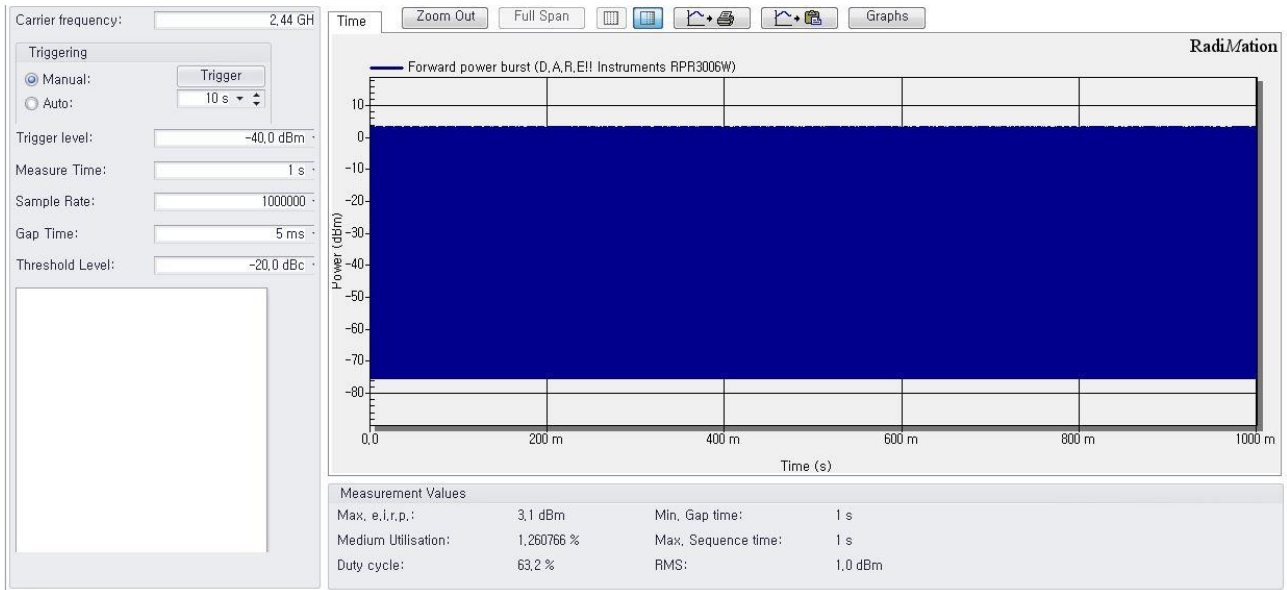 Carrier frequency: 2,44 GH
Triggering
Manual: Trigger
Auto: 10 s
Trigger level: -40,0 dBm
Measure Time: 1 s
Sample Rate: 1000000
Gap Time: 5 ms
Threshold Level: -20,0 dBc
Time Zoom Out Full Span Graphs
RadiMation
Forward power burst (D,A,R,E!! Instruments RPR3006W)
Power (dBm)
10
0
-10
-20
-30
-40
-50
-60
-70
-80
0,0 200 m 400 m 600 m 800 m 1000 m
Time (s)
Measurement Values
Max, e,i,r,p,: 3,1 dBm Min, Gap time: 1 s
Medium Utilisation: 1,260766 % Max, Sequence time: 1 s
Duty cycle: 63,2 % RMS: 1,0 dBm